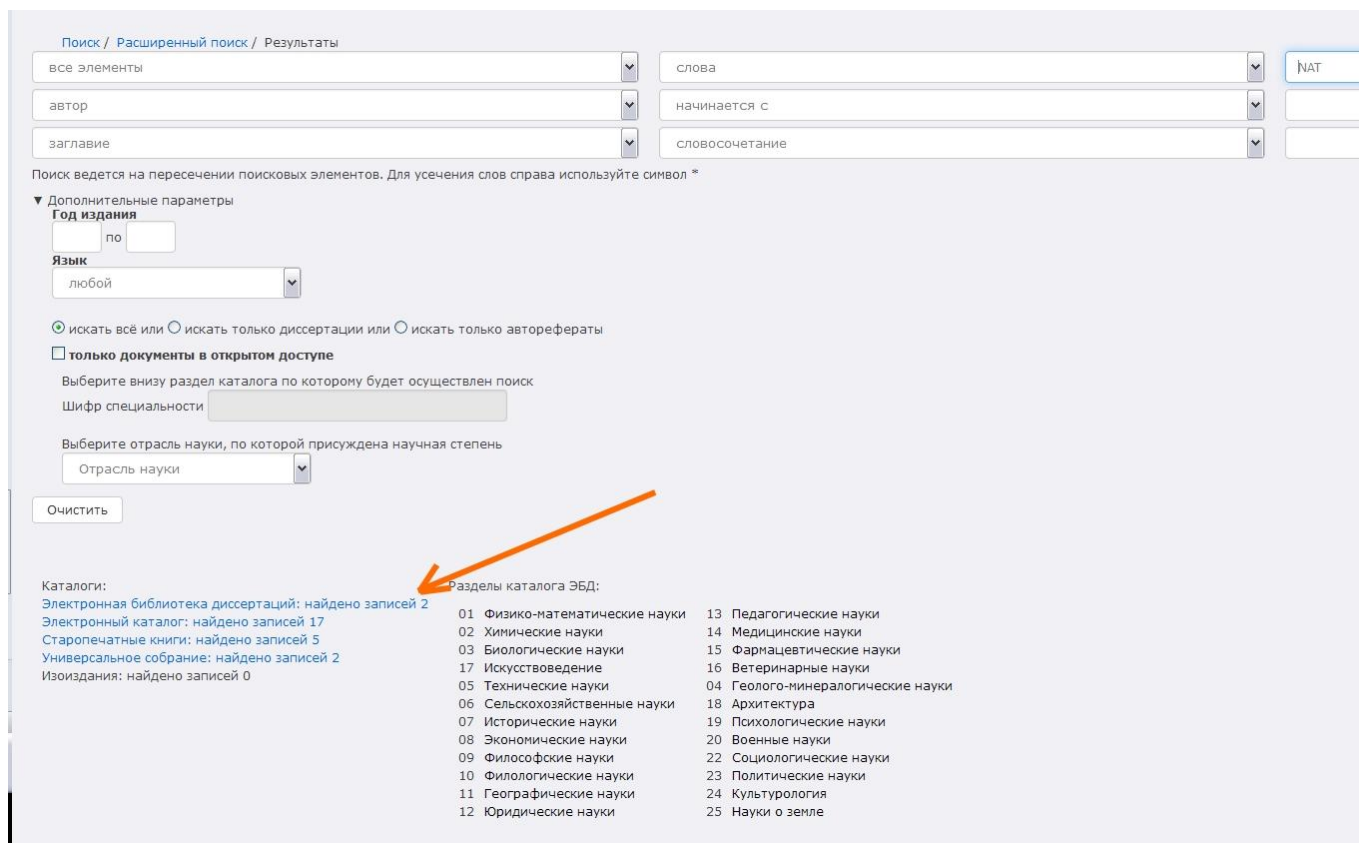 Поиск / Расширенный поиск / Результаты
все элементы слова NAT
автор начинается с
заглавие словосочетание
Поиск ведется на пересечении поисковых элементов. Для усечения слов справа используйте символ *
▼ Дополнительные параметры
Год издания
по
Язык
любой
искать всё или искать только диссертации или искать только авторефераты
только документы в открытом доступе
Выберите внизу раздел каталога по которому будет осуществлен поиск
Шифр специальности
Выберите отрасль науки, по которой присуждена научная степень
Отрасль науки
Очистить
Каталоги:
Электронная библиотека диссертаций: найдено записей 2
Электронный каталог: найдено записей 17
Старопечатные книги: найдено записей 5
Универсальное собрание: найдено записей 2
Изоиздания: найдено записей 0
Разделы каталога ЭБД:
01 Физико-математические науки
02 Химические науки
03 Биологические науки
17 Искусствоведение
05 Технические науки
06 Сельскохозяйственные науки
07 Исторические науки
08 Экономические науки
09 Философские науки
10 Филологические науки
11 Географические науки
12 Юридические науки
13 Педагогические науки
14 Медицинские науки
15 Фармацевтические науки
16 Ветеринарные науки
04 Геолого-минералогические науки
18 Архитектура
19 Психологические науки
20 Военные науки
22 Социологические науки
23 Политические науки
24 Культурология
25 Науки о земле